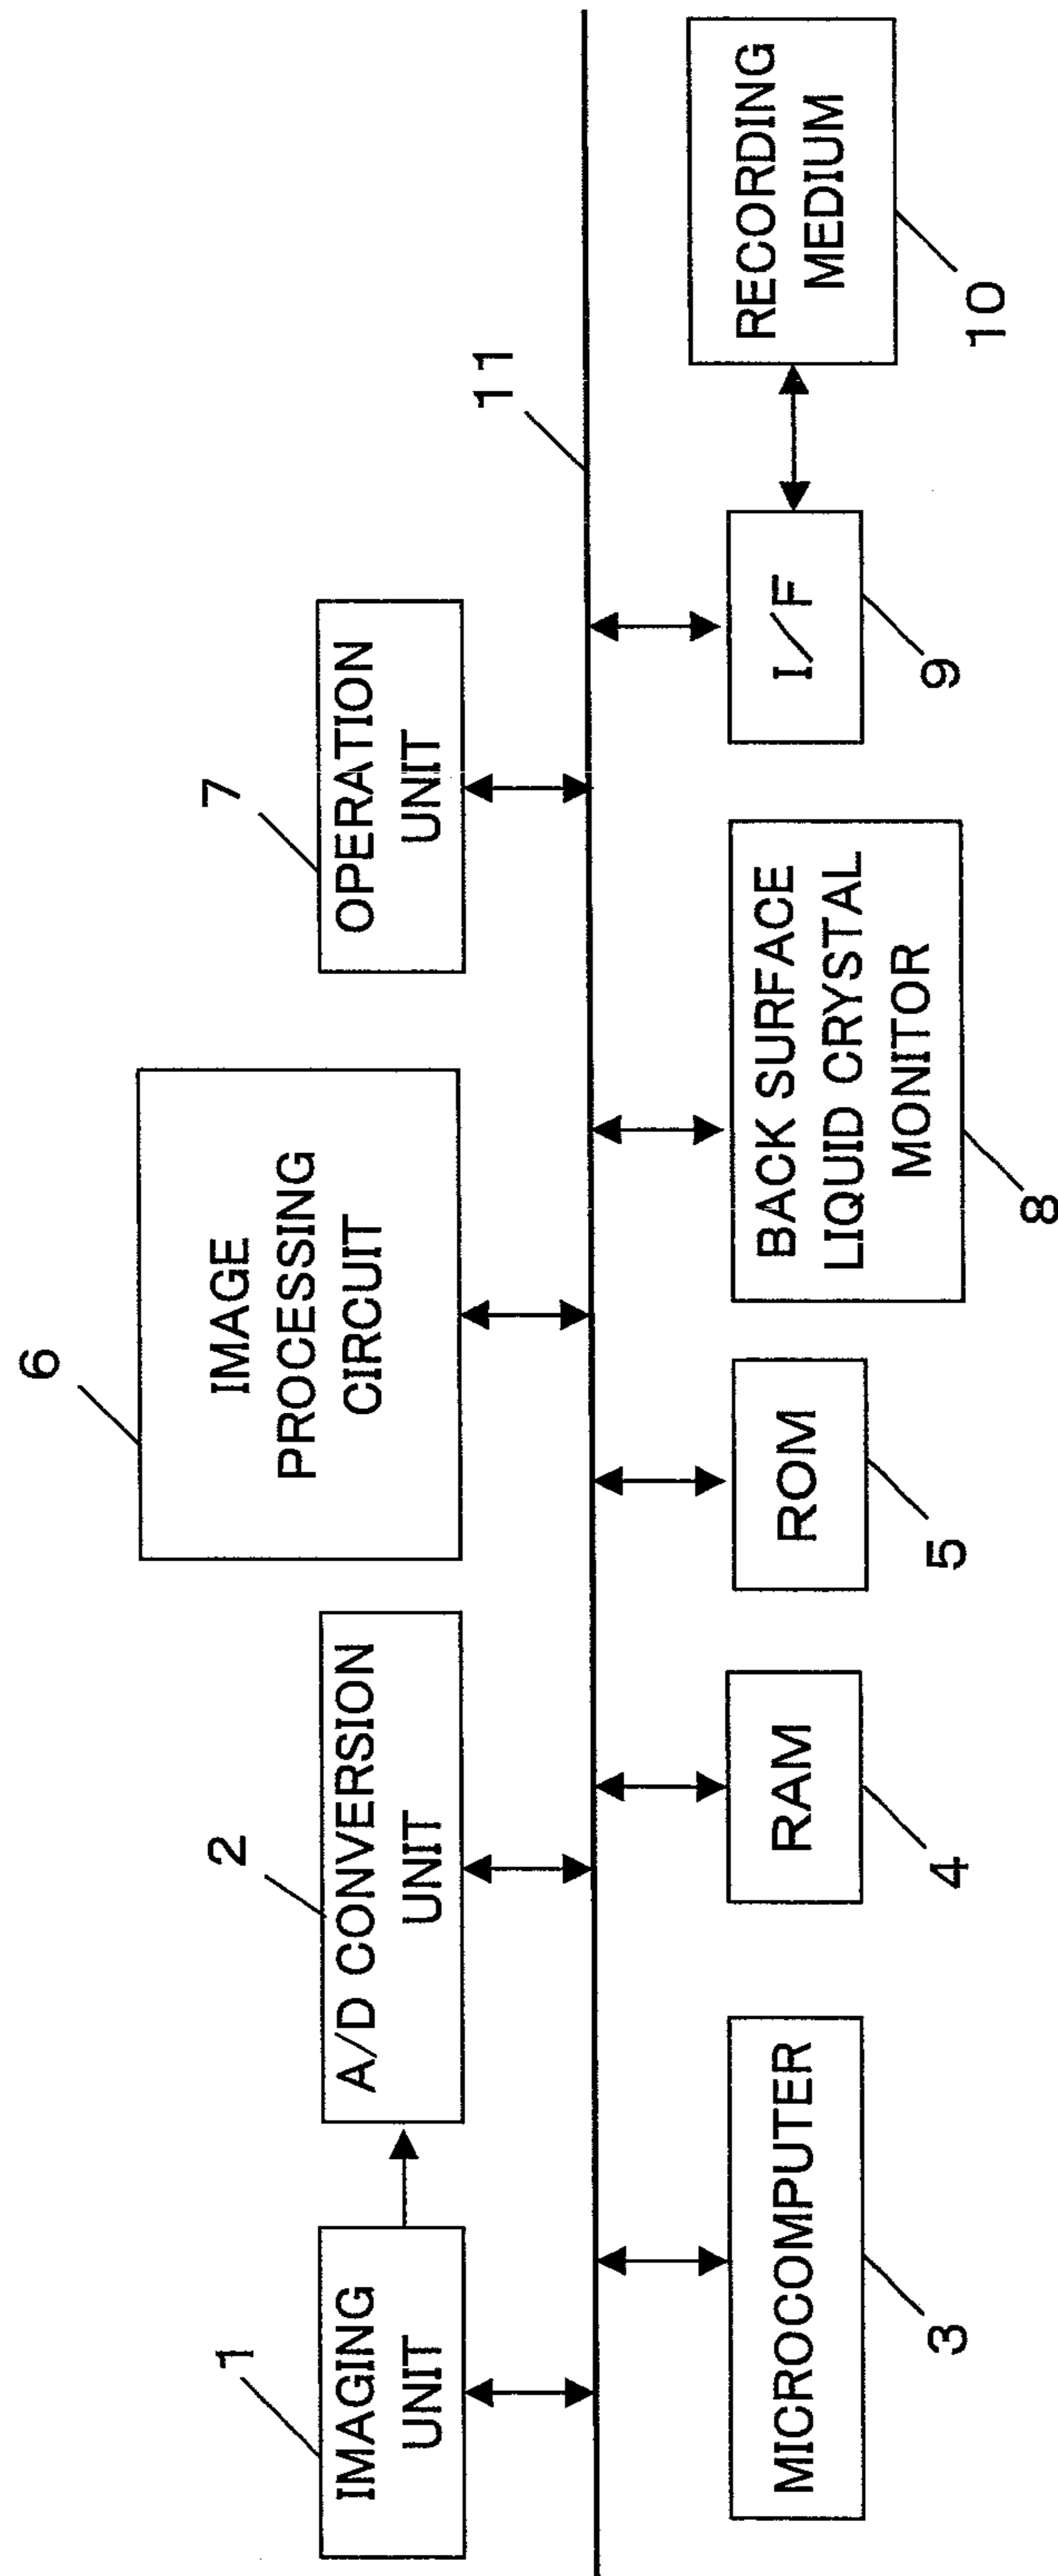 1
IMAGING
UNIT
2
A/D CONVERSION
UNIT
6
IMAGE
PROCESSING
CIRCUIT
7
OPERATION
UNIT
11
MICROCOMPUTER
3
RAM
4
ROM
5
BACK SURFACE
LIQUID CRYSTAL
MONITOR
8
I/F
9
RECORDING
MEDIUM
10